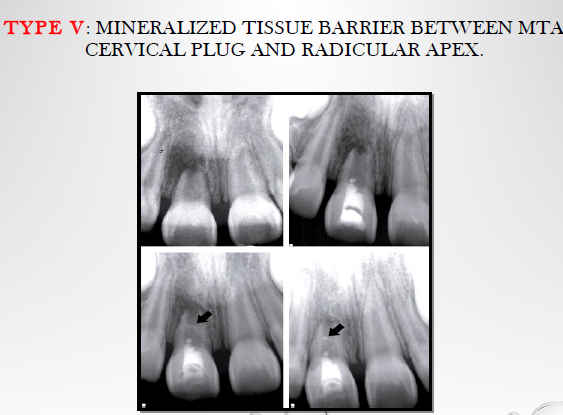 TYPE V: MINERALIZED TISSUE BARRIER BETWEEN MTA
CERVICAL PLUG AND RADICULAR APEX.